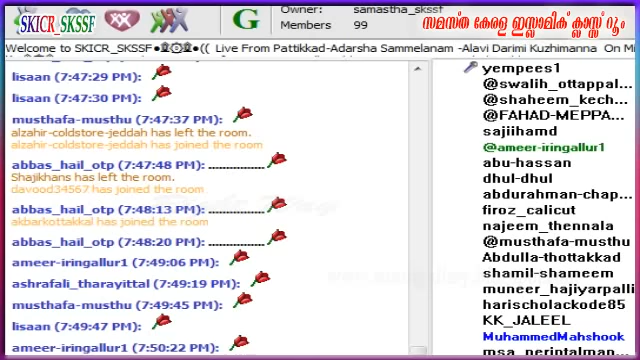 SKICR_SKSSF
G
Owner: samastha_skssf
Members 99
സമസ്ത കേരള ഇസ്ലാമിക് ക്ലാസ്സ് റൂം
Welcome to SKICR_SKSSF Live From Pattikkad-Adarsha Sammelanam -Alavi Darimi Kuzhimanna On Mi
lisaan (7:47:29 PM):
lisaan (7:47:30 PM):
musthafa-musthu (7:47:37 PM):
alzahir-coldstore-jeddah has left the room.
alzahir-coldstore-jeddah has joined the room
abbas_hail_otp (7:47:48 PM): ..................
Shajikhans has left the room.
davood34567 has joined the room
abbas_hail_otp (7:48:13 PM): ..................
akbarkottakkal has joined the room
abbas_hail_otp (7:48:20 PM): ..................
ameer-iringallur1 (7:49:06 PM):
ashrafali_tharayittal (7:49:19 PM):
musthafa-musthu (7:49:45 PM):
lisaan (7:49:47 PM):
ameer-iringallur1 (7:50:22 PM):
yempees1
@swalih_ottappal...
@shaheem_kech...
@FAHAD-MEPPA...
sajiihamd
@ameer-iringallur1
abu-hassan
dhul-dhul
abdurahman-chap...
firoz_calicut
najeem_thennala
@musthafa-musthu
Abdulla-thottakkad
shamil-shameem
muneer_hajiyarpalli
harischolackode85
KK_JALEEL
MuhammedMahshook
msa_nerintalman...